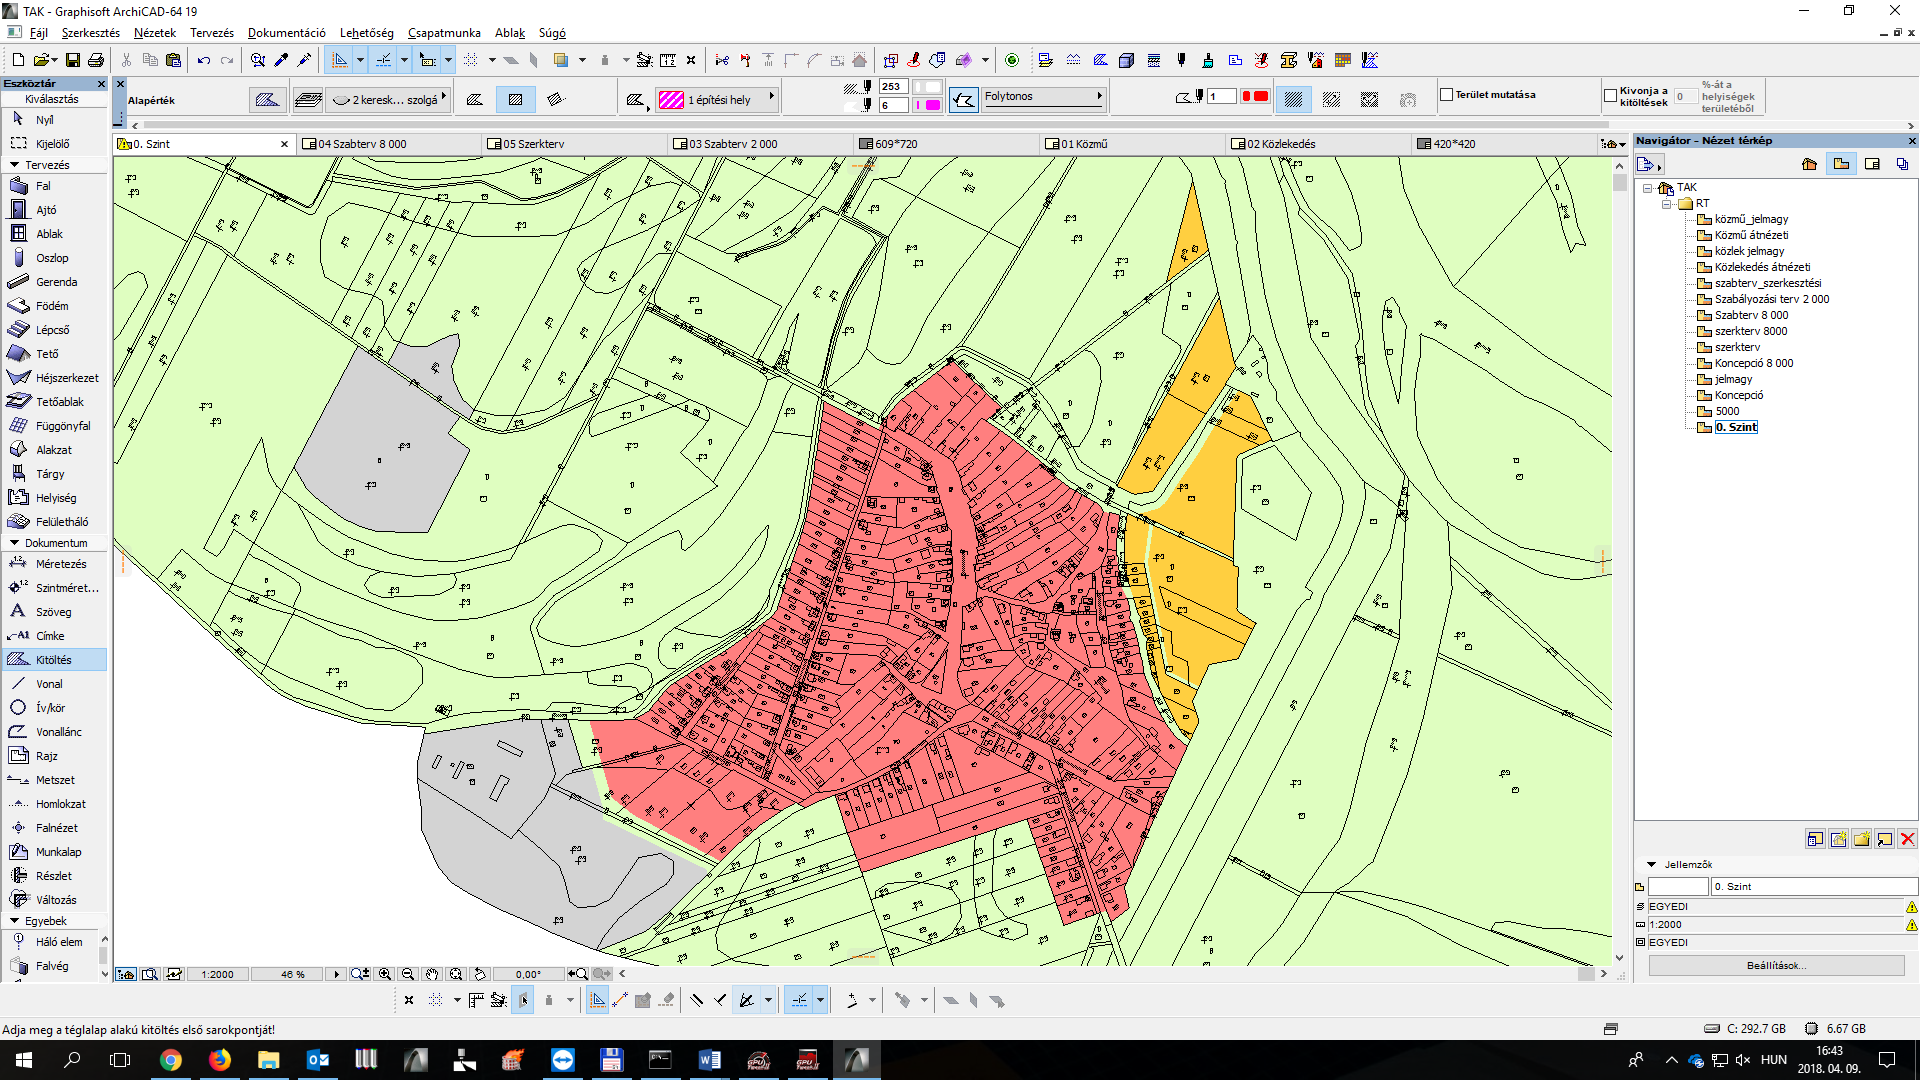 TAK - Graphisoft ArchiCAD-64 19
Fájl Szerkesztés Nézetek Tervezés Dokumentáció Lehetőség Csapatmunka Ablak Súgó
Eszköztár
Kiválasztás
Nyíl
Kijelölő
Tervezés
Fal
Ajtó
Ablak
Oszlop
Gerenda
Födém
Lépcső
Tető
Héjszerkezet
Tetőablak
Függönyfal
Alakzat
Tárgy
Helyiség
Felületháló
Dokumentum
Méretezés
Szintméret...
Szöveg
Címke
Kitöltés
Vonal
Ív/kör
Vonallánc
Rajz
Metszet
Homlokzat
Falnézet
Munkalap
Részlet
Változás
Egyebek
Háló elem
Falvég
Alapérték
2 keresk... szolgá
1 építési hely
253
6
Folytonos
1
Terület mutatása
Kivonja a kitöltések
0
%-át a helyiségek területéből
0. Szint
04 Szabterv 8 000
05 Szerkterv
03 Szabterv 2 000
609*720
01 Közmű
02 Közlekedés
420*420
Navigátor - Nézet térkép
TAK
RT
közmű_jelmagy
Közmű átnézeti
közlek jelmagy
Közlekedés átnézeti
szabterv_szerkesztési
Szabályozási terv 2 000
Szabterv 8 000
szerkterv 8000
szerkterv
Koncepció 8 000
jelmagy
Koncepció
5000
0. Szint
Jellemzők
0. Szint
EGYEDI
1:2000
EGYEDI
Beállítások...
1:2000
46 %
0,00°
Adja meg a téglalap alakú kitöltés első sarokpontját!
C: 292.7 GB
6.67 GB
HUN
16:43
2018. 04. 09.